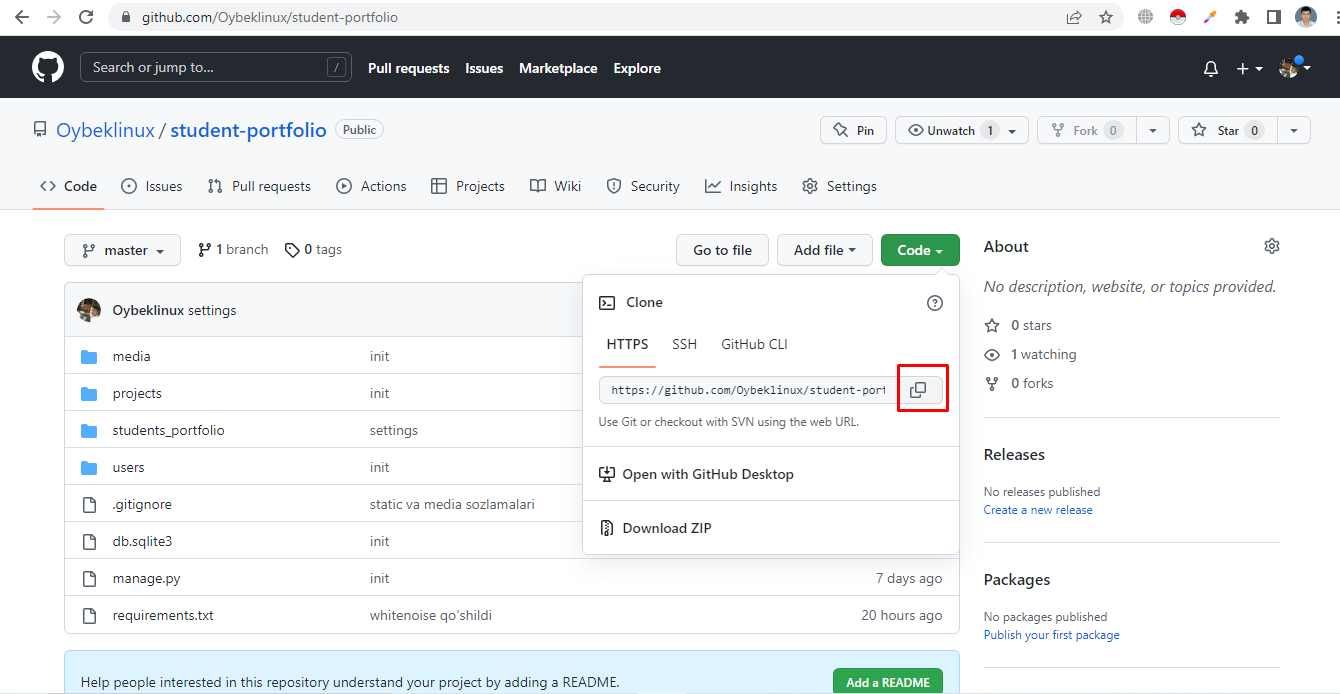 github.com/Oybeklinux/student-portfolio
Search or jump to... /
Pull requests Issues Marketplace Explore
Oybeklinux / student-portfolio Public
Pin Unwatch 1 Fork 0 Star 0
Code Issues Pull requests Actions Projects Wiki Security Insights Settings
master 1 branch 0 tags Go to file Add file Code
Oybeklinux settings
media init
projects init
students_portfolio settings
users init
.gitignore static va media sozlamalari
db.sqlite3 init
manage.py init 7 days ago
requirements.txt whitenoise qo'shildi 20 hours ago
Clone
HTTPS SSH GitHub CLI
https://github.com/Oybeklinux/student-port
Use Git or checkout with SVN using the web URL.
Open with GitHub Desktop
Download ZIP
Help people interested in this repository understand your project by adding a README. Add a README
About
No description, website, or topics provided.
0 stars
1 watching
0 forks
Releases
No releases published
Create a new release
Packages
No packages published
Publish your first package